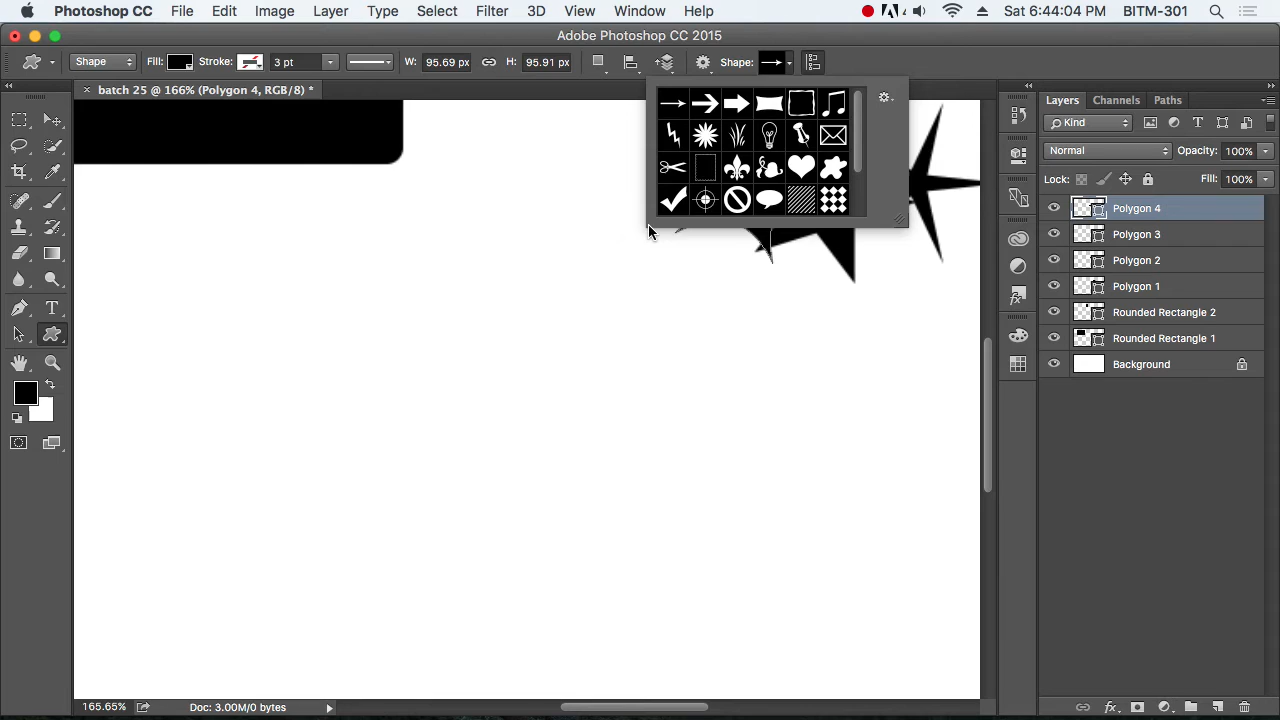 Photoshop CC File Edit Image Layer Type Select Filter 3D View Window Help 4 Sat 6:44:04 PM BITM-301
Adobe Photoshop CC 2015
Shape Fill: Stroke: 3 pt W: 95.69 px H: 95.91 px Shape:
× batch 25 @ 166% (Polygon 4, RGB/8) *
Layers Channels Paths
Kind
Normal Opacity: 100%
Lock: Fill: 100%
Polygon 4
Polygon 3
Polygon 2
Polygon 1
Rounded Rectangle 2
Rounded Rectangle 1
Background
165.65% Doc: 3.00M/0 bytes